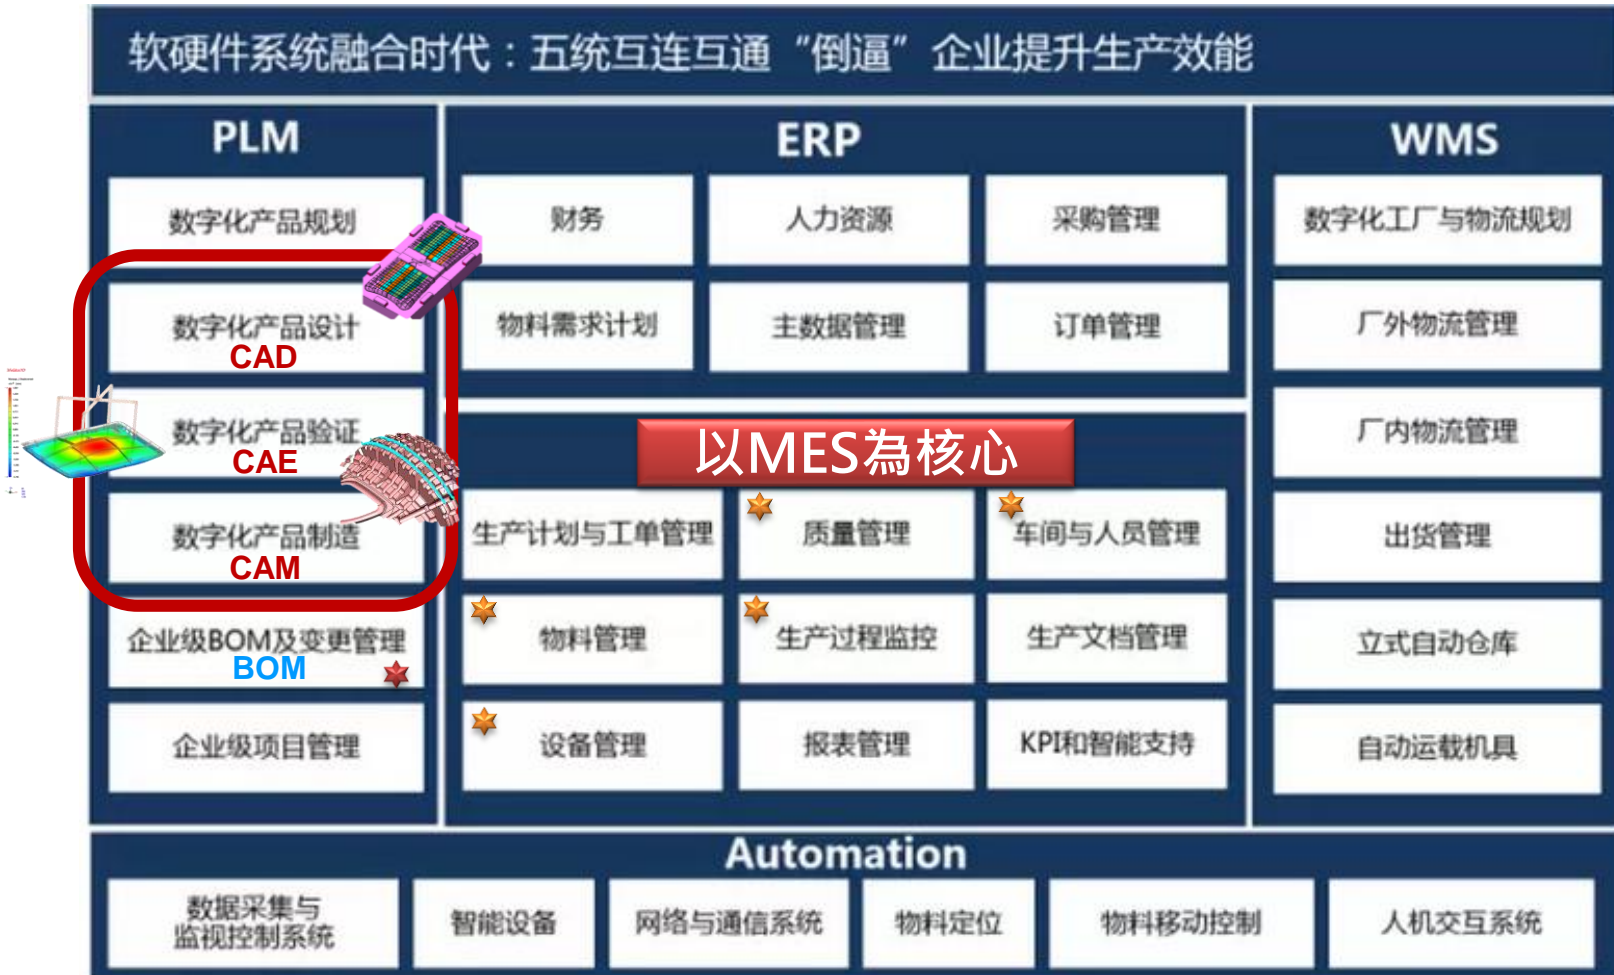 软硬件系统融合时代：五统互连互通“倒逼”企业提升生产效能
PLM
数字化产品规划
数字化产品设计
CAD
数字化产品验证
CAE
数字化产品制造
CAM
企业级BOM及变更管理
BOM
企业级项目管理
ERP
财务
人力资源
采购管理
物料需求计划
主数据管理
订单管理
以MES為核心
生产计划与工单管理
质量管理
车间与人员管理
物料管理
生产过程监控
生产文档管理
设备管理
报表管理
KPI和智能支持
WMS
数字化工厂与物流规划
厂外物流管理
厂内物流管理
出货管理
立式自动仓库
自动运载机具
Automation
数据采集与
监视控制系统
智能设备
网络与通信系统
物料定位
物料移动控制
人机交互系统